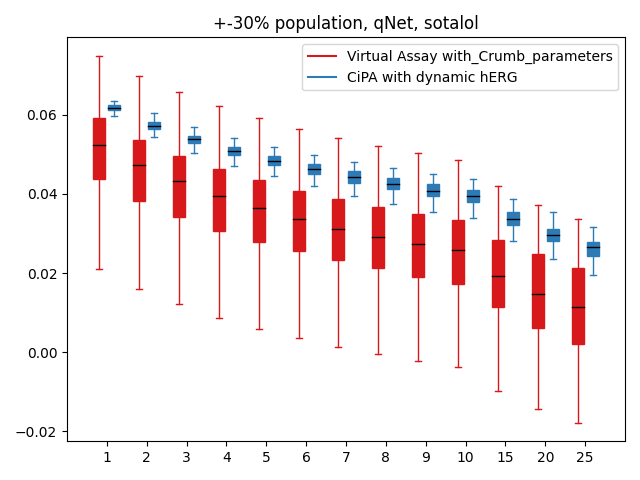 +-30% population, qNet, sotalol
Virtual Assay with_Crumb_parameters
CiPA with dynamic hERG
0.06
0.04
0.02
0.00
−0.02
1 2 3 4 5 6 7 8 9 10 15 20 25